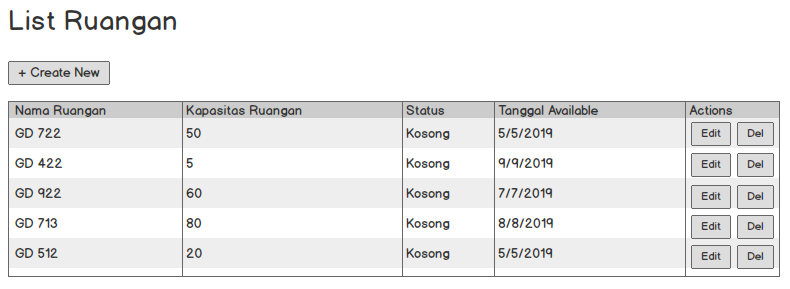 List Ruangan
+ Create New
Nama Ruangan Kapasitas Ruangan Status Tanggal Available Actions
GD 722 50 Kosong 5/5/2019 Edit Del
GD 422 5 Kosong 9/9/2019 Edit Del
GD 922 60 Kosong 7/7/2019 Edit Del
GD 713 80 Kosong 8/8/2019 Edit Del
GD 512 20 Kosong 5/5/2019 Edit Del